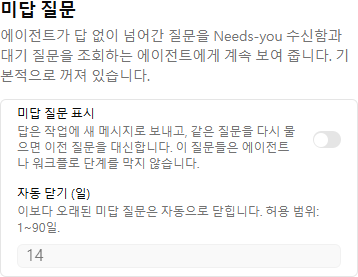 미답 질문
에이전트가 답 없이 넘어간 질문을 Needs-you 수신함과
대기 질문을 조회하는 에이전트에게 계속 보여 줍니다. 기
본적으로 꺼져 있습니다.
미답 질문 표시
답은 작업에 새 메시지로 보내고, 같은 질문을 다시 물
으면 이전 질문을 대신합니다. 이 질문들은 에이전트
나 워크플로 단계를 막지 않습니다.
자동 닫기 (일)
이보다 오래된 미답 질문은 자동으로 닫힙니다. 허용 범위:
1~90일.
14